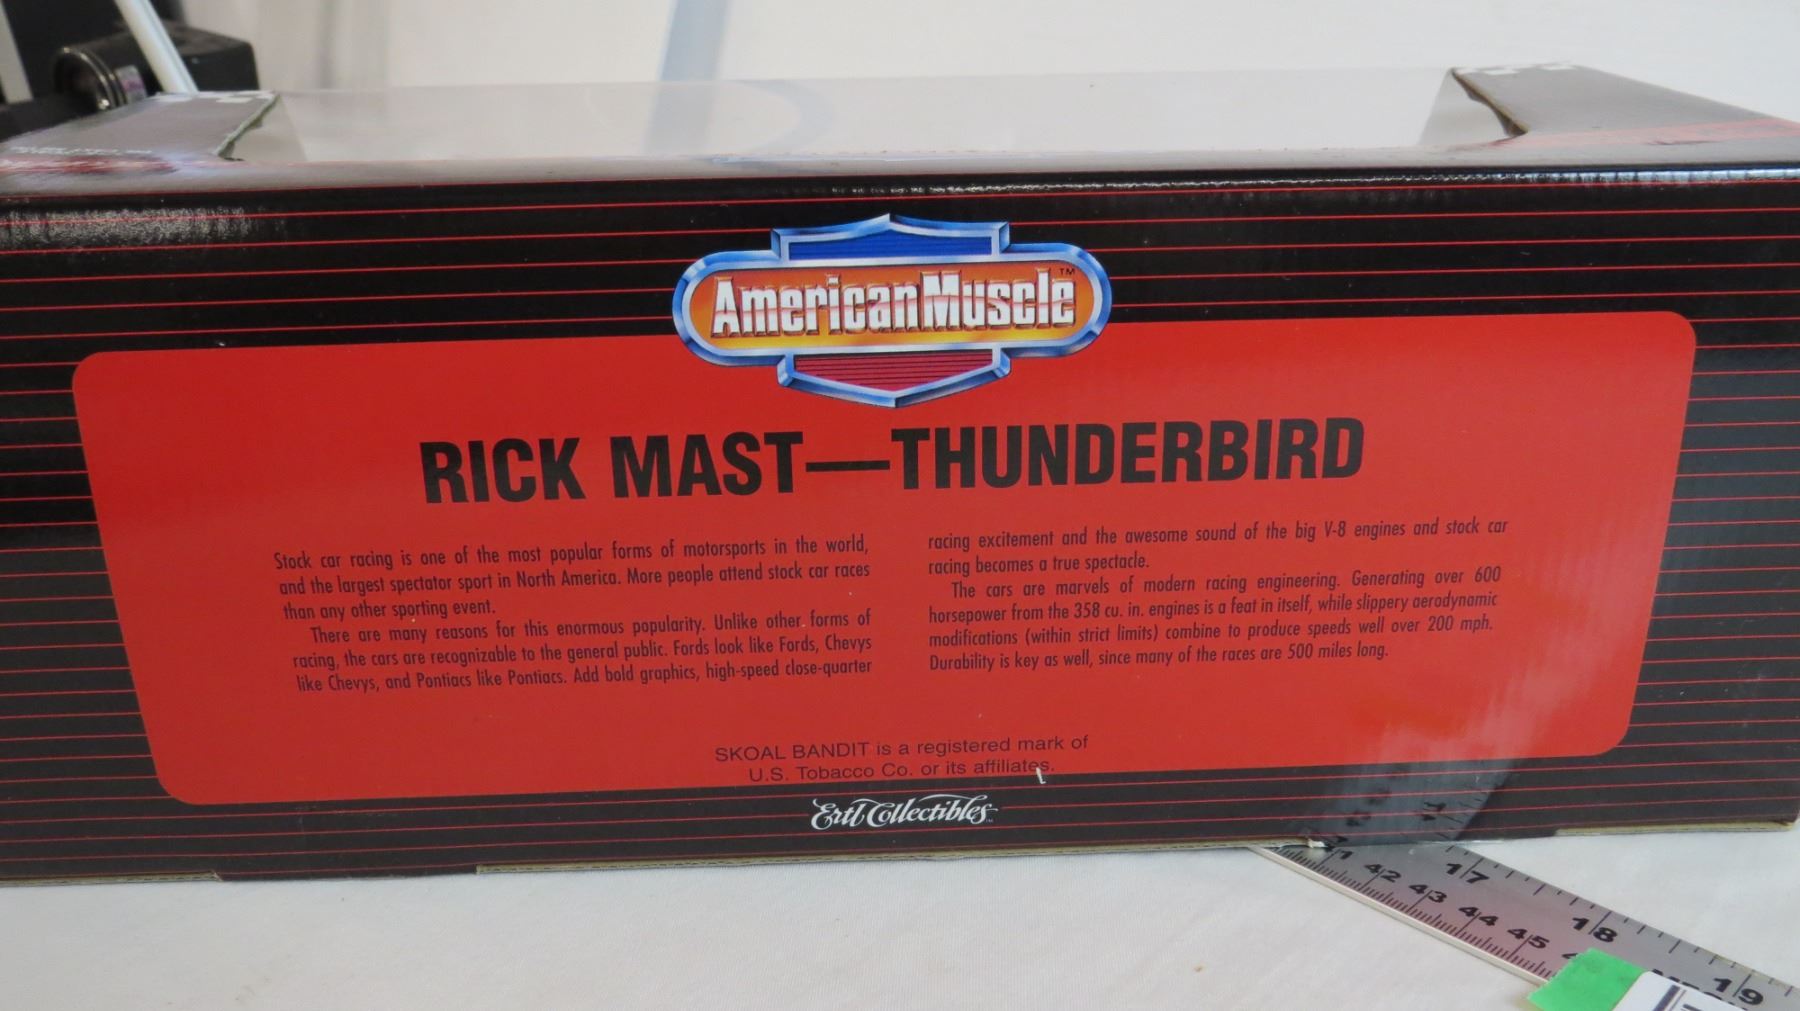 AmericanMuscle™
RICK MAST—THUNDERBIRD
Stock car racing is one of the most popular forms of motorsports in the world,
and the largest spectator sport in North America. More people attend stock car races
than any other sporting event.
There are many reasons for this enormous popularity. Unlike other forms of
racing, the cars are recognizable to the general public. Fords look like Fords, Chevys
like Chevys, and Pontiacs like Pontiacs. Add bold graphics, high-speed close-quarter
racing excitement and the awesome sound of the big V-8 engines and stock car
racing becomes a true spectacle.
The cars are marvels of modern racing engineering. Generating over 600
horsepower from the 358 cu. in. engines is a feat in itself, while slippery aerodynamic
modifications (within strict limits) combine to produce speeds well over 200 mph.
Durability is key as well, since many of the races are 500 miles long.
SKOAL BANDIT is a registered mark of
U.S. Tobacco Co. or its affiliates.
Ertl Collectibles
17 18 19
42 43 44 45